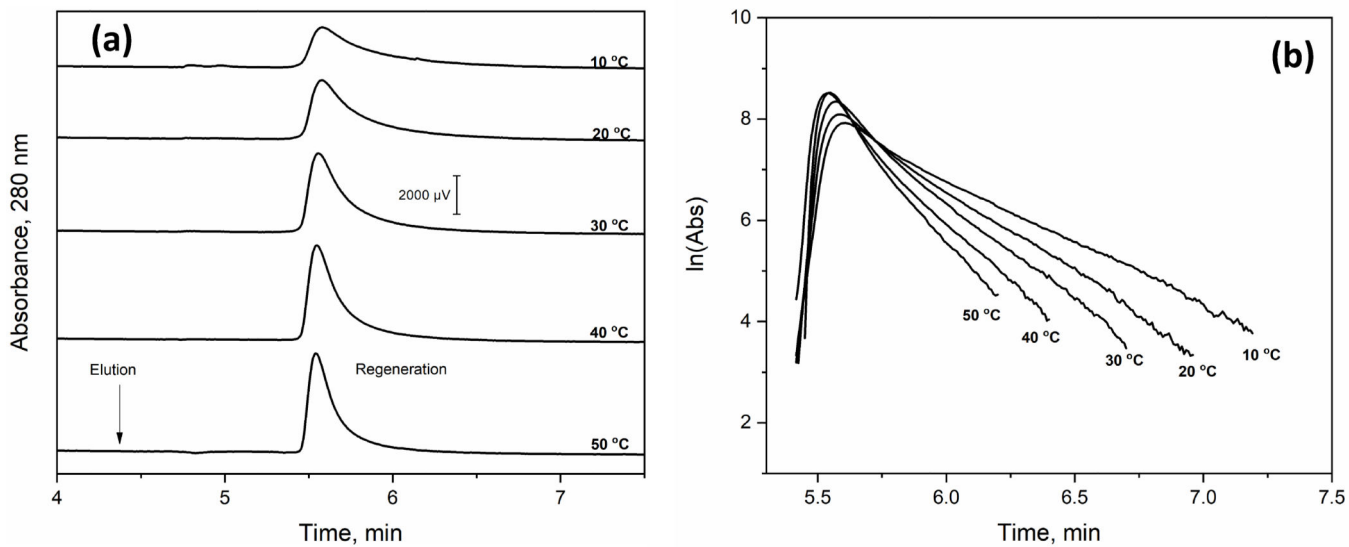 (a)
10 °C
20 °C
2000 µV
30 °C
40 °C
Elution
Regeneration
50 °C
Absorbance, 280 nm
4
5
6
7
Time, min
(b)
10
8
6
4
2
ln(Abs)
50 °C
40 °C
30 °C
20 °C
10 °C
5.5
6.0
6.5
7.0
7.5
Time, min